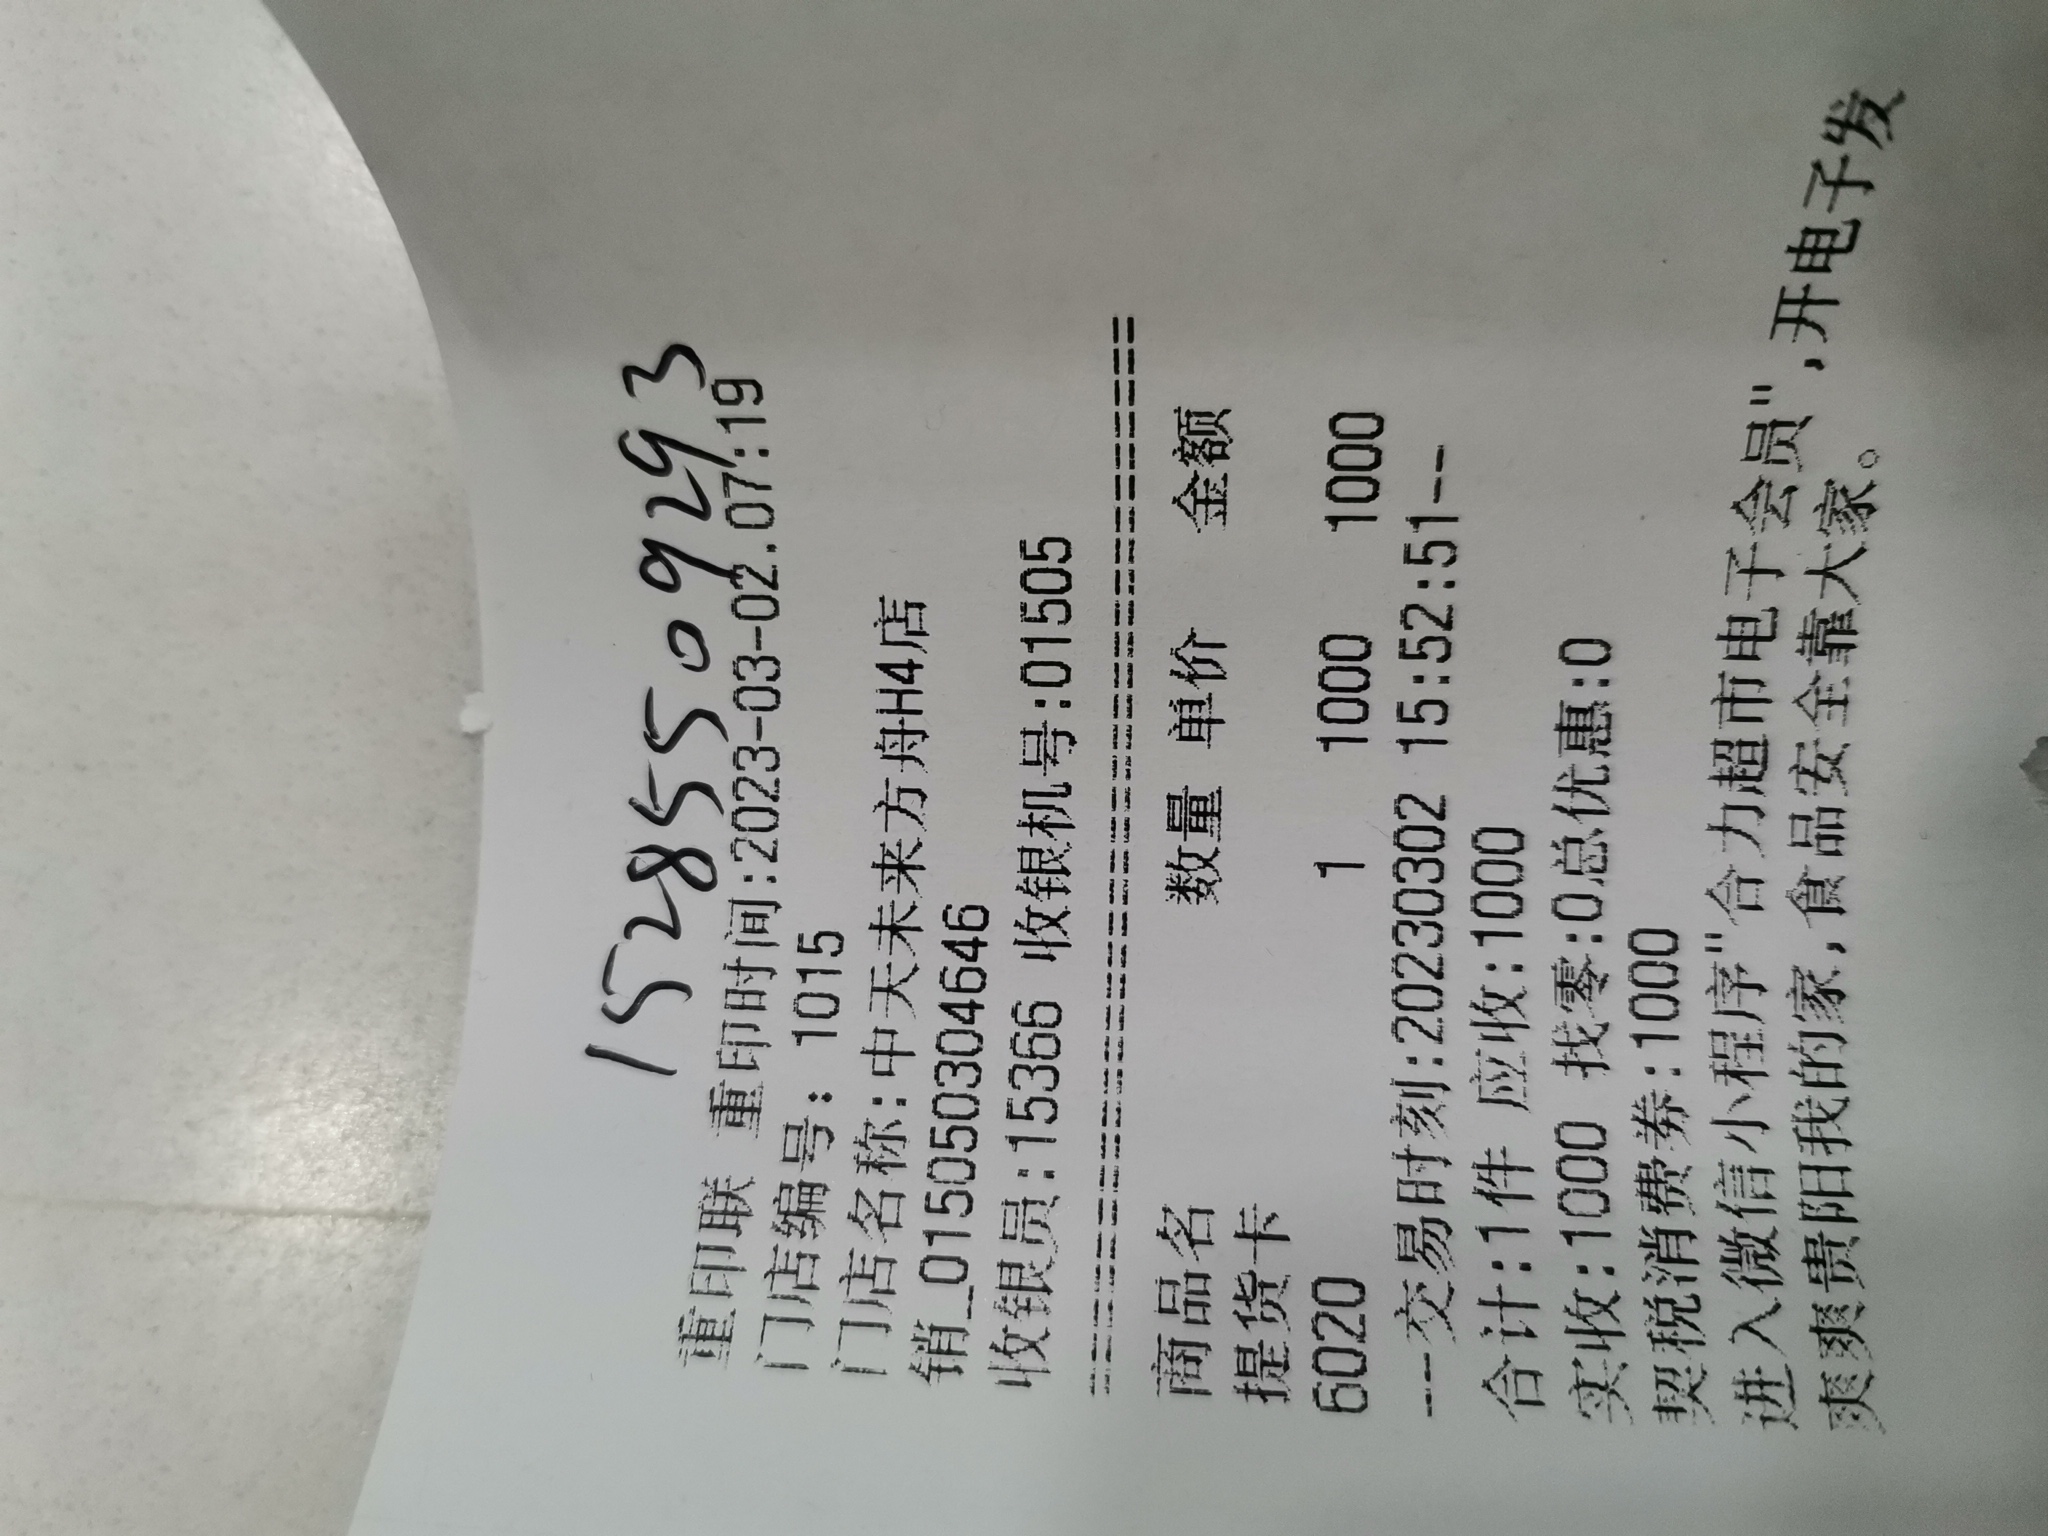 15285509293
重印联 重印时间:2023-03-02.07:19
门店编号: 1015
门店名称:中天未来方舟H4店
销_01505030​4646
收银员:15366 收银机号:01505
==========================================
商品名 数量 单价 金额
提货卡
6020 1 1000 1000
---交易时刻:20230302 15:52:51--
合计:1件 应收:1000
实收:1000 找零:0总优惠:0
契税消费券:1000
进入微信小程序"合力超市电子会员",开电子发
爽爽贵阳我的家,食品安全靠大家。